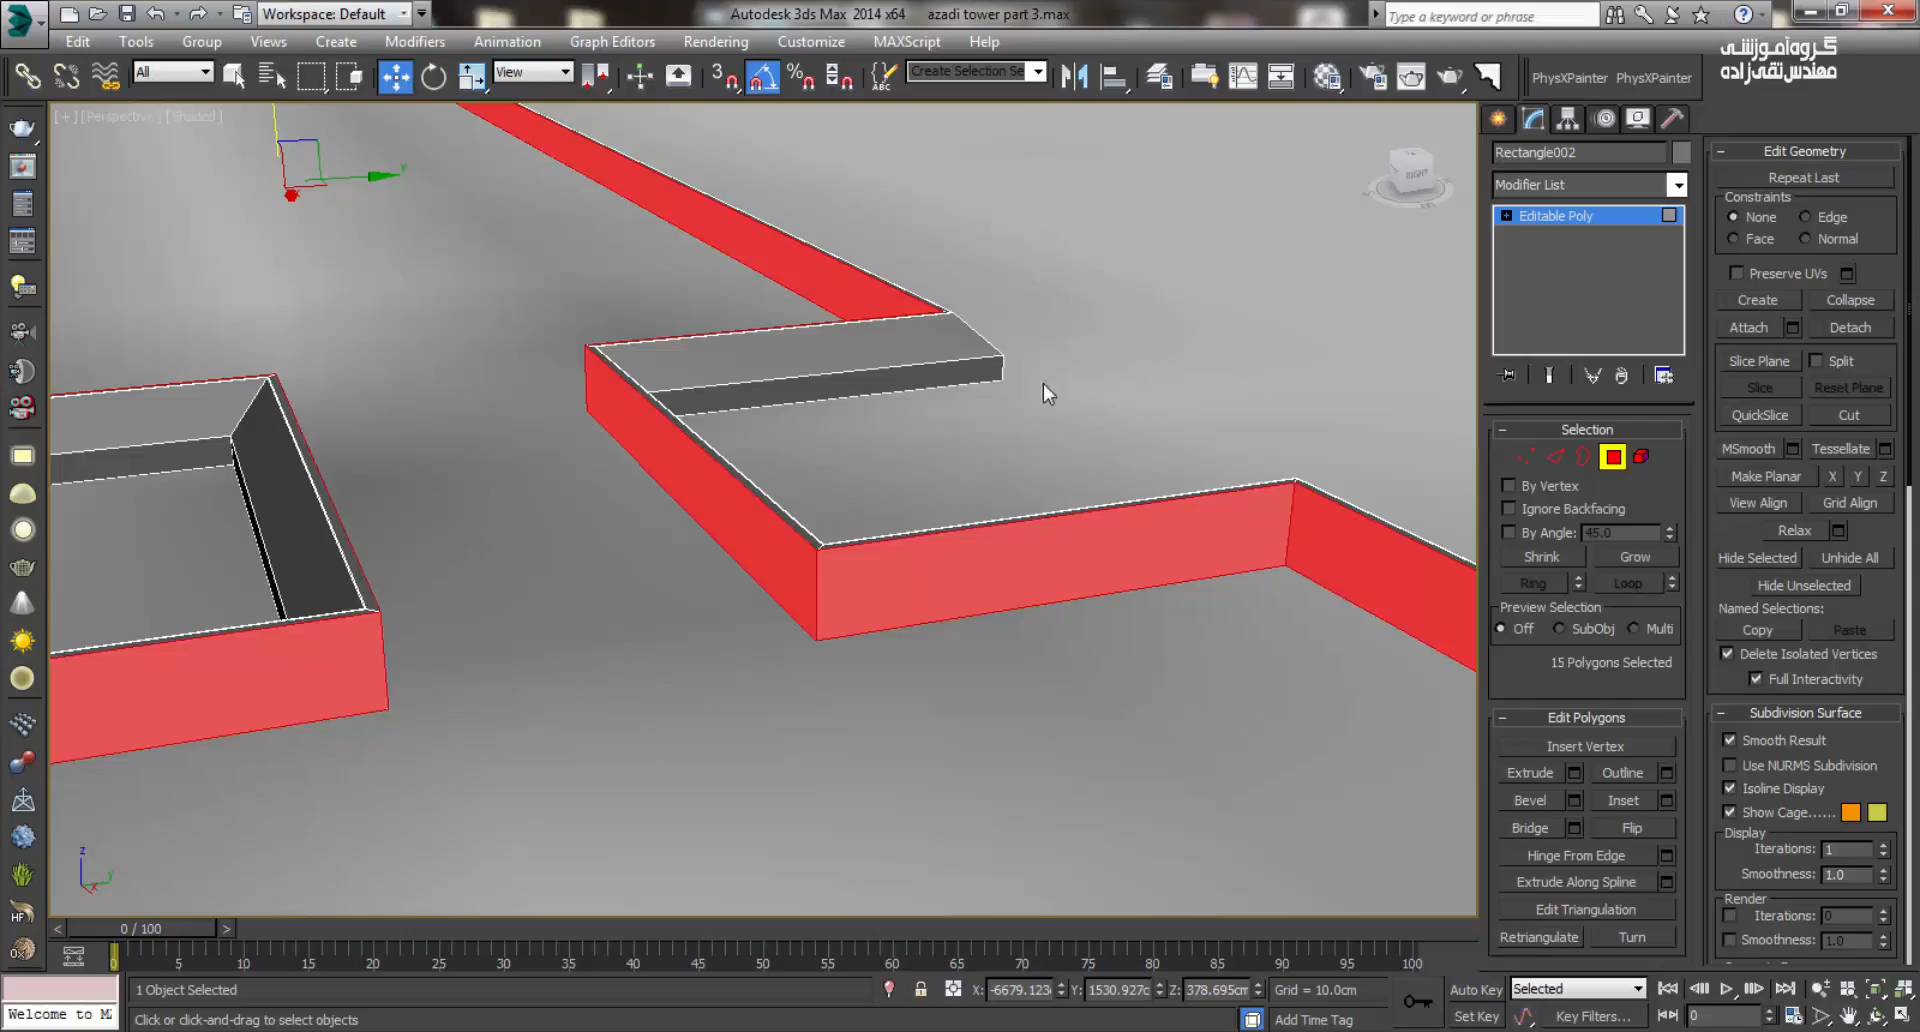 Workspace: Default
Autodesk 3ds Max 2014 x64 azadi tower part 3.max
Type a keyword or phrase
Edit Tools Group Views Create Modifiers Animation Graph Editors Rendering Customize MAXScript Help
گروه آموزشی
مهندس تقی زاده
All View 3 ABC Create Selection Se PhysXPainter PhysXPainter
[+] [Perspective] [Shaded]
RIGHT
Rectangle002
Modifier List
Editable Poly
Selection
By Vertex
Ignore Backfacing
By Angle: 45.0
Shrink Grow
Ring Loop
Preview Selection
Off SubObj Multi
15 Polygons Selected
Edit Polygons
Insert Vertex
Extrude Outline
Bevel Inset
Bridge Flip
Hinge From Edge
Extrude Along Spline
Edit Triangulation
Retriangulate Turn
Edit Geometry
Repeat Last
Constraints
None Edge
Face Normal
Preserve UVs
Create Collapse
Attach Detach
Slice Plane Split
Slice Reset Plane
QuickSlice Cut
MSmooth Tessellate
Make Planar X Y Z
View Align Grid Align
Relax
Hide Selected Unhide All
Hide Unselected
Named Selections:
Copy Paste
Delete Isolated Vertices
Full Interactivity
Subdivision Surface
Smooth Result
Use NURMS Subdivision
Isoline Display
Show Cage......
Display
Iterations: 1
Smoothness: 1.0
Render
Iterations: 0
Smoothness: 1.0
HF
z
y
x
y
< 0 / 100 >
0 5 10 15 20 25 30 35 40 45 50 55 60 65 70 75 80 85 90 95 100
1 Object Selected X: -6679.123 Y: 1530.927c Z: 378.695cm Grid = 10.0cm Auto Key Selected
Welcome to M
Click or click-and-drag to select objects Add Time Tag Set Key Key Filters... 0